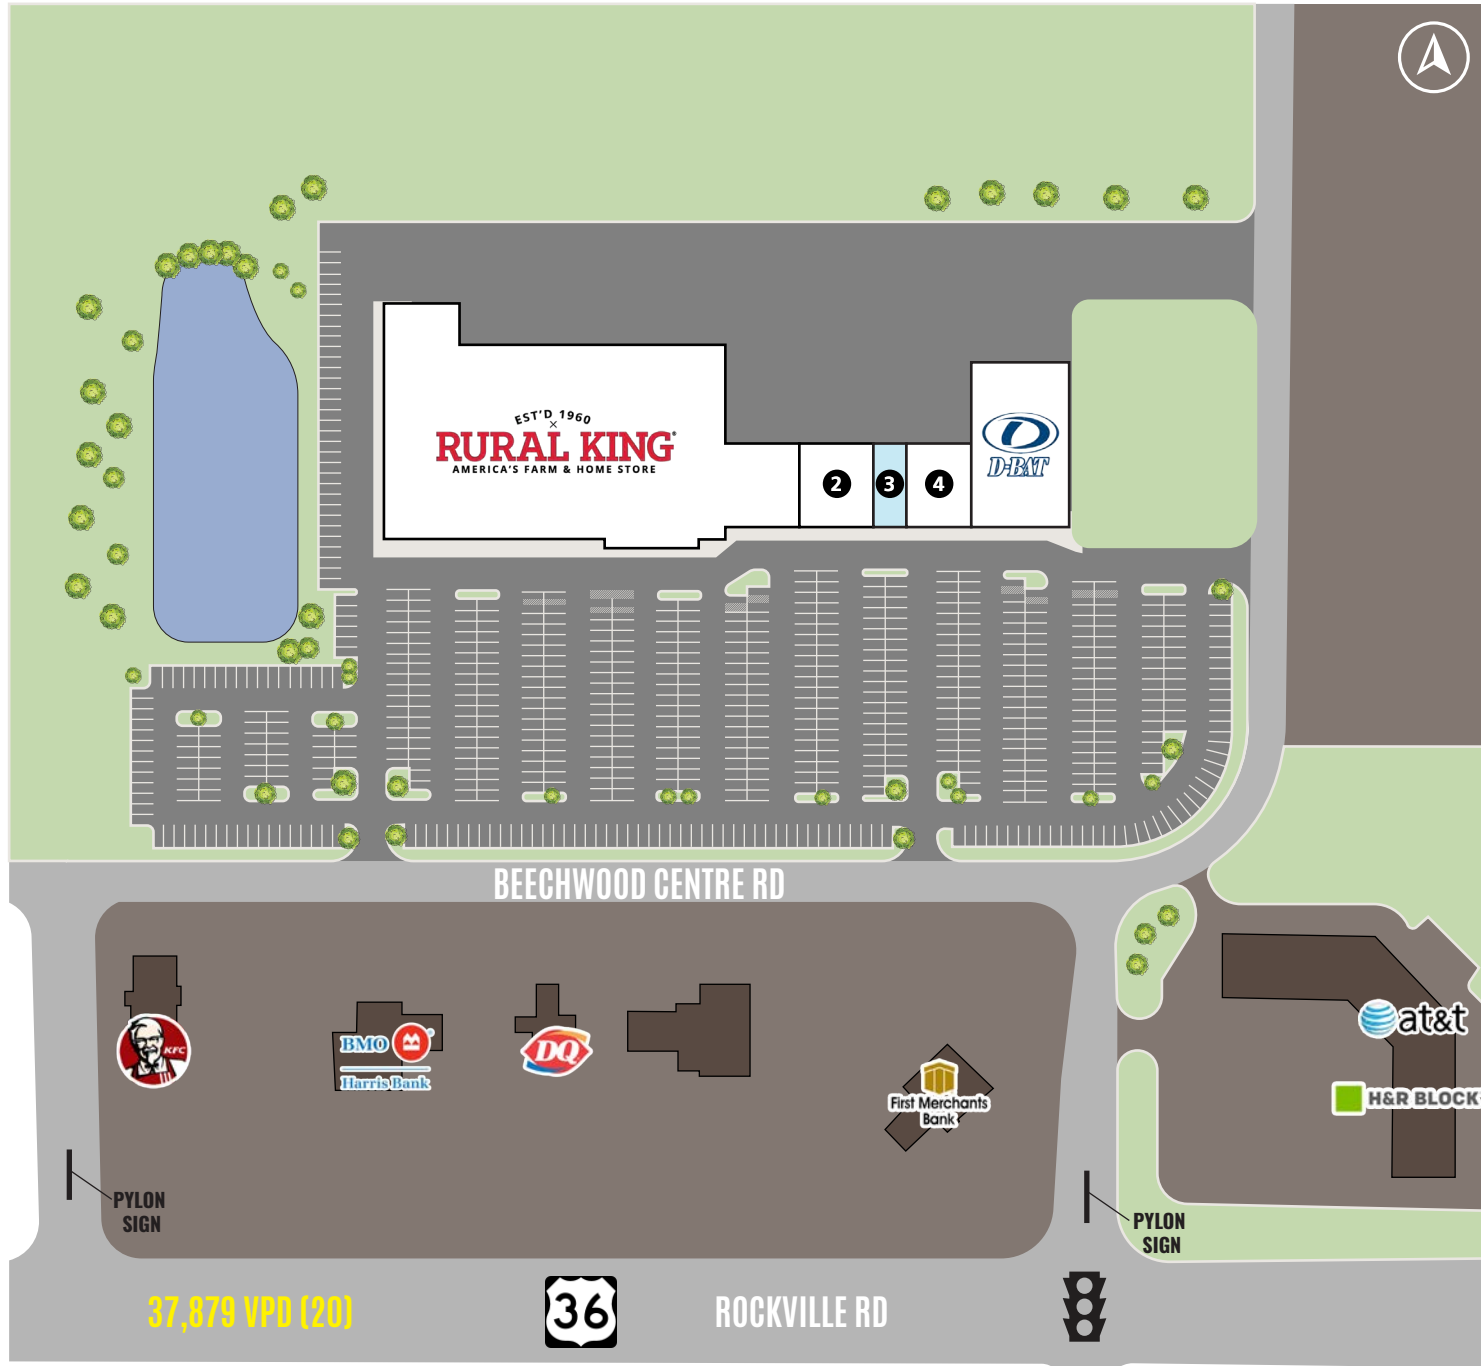 EST'D 1960
×
RURAL KING®
AMERICA'S FARM & HOME STORE
2
3
4
D-BAT
BEECHWOOD CENTRE RD
KFC
BMO
Harris Bank
DQ
First Merchants
Bank
at&t
H&R BLOCK
PYLON
SIGN
PYLON
SIGN
37,879 VPD (20)
36
ROCKVILLE RD